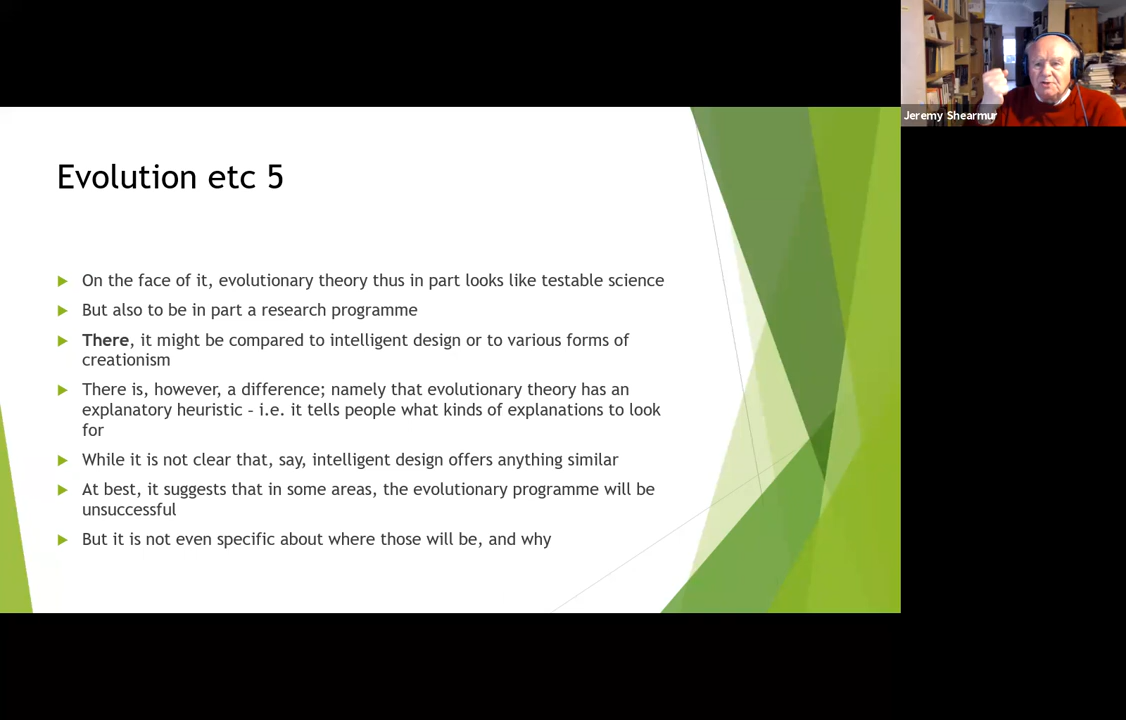 Jeremy Shearmur
Evolution etc 5
On the face of it, evolutionary theory thus in part looks like testable science
But also to be in part a research programme
There, it might be compared to intelligent design or to various forms of
creationism
There is, however, a difference; namely that evolutionary theory has an
explanatory heuristic – i.e. it tells people what kinds of explanations to look
for
While it is not clear that, say, intelligent design offers anything similar
At best, it suggests that in some areas, the evolutionary programme will be
unsuccessful
But it is not even specific about where those will be, and why